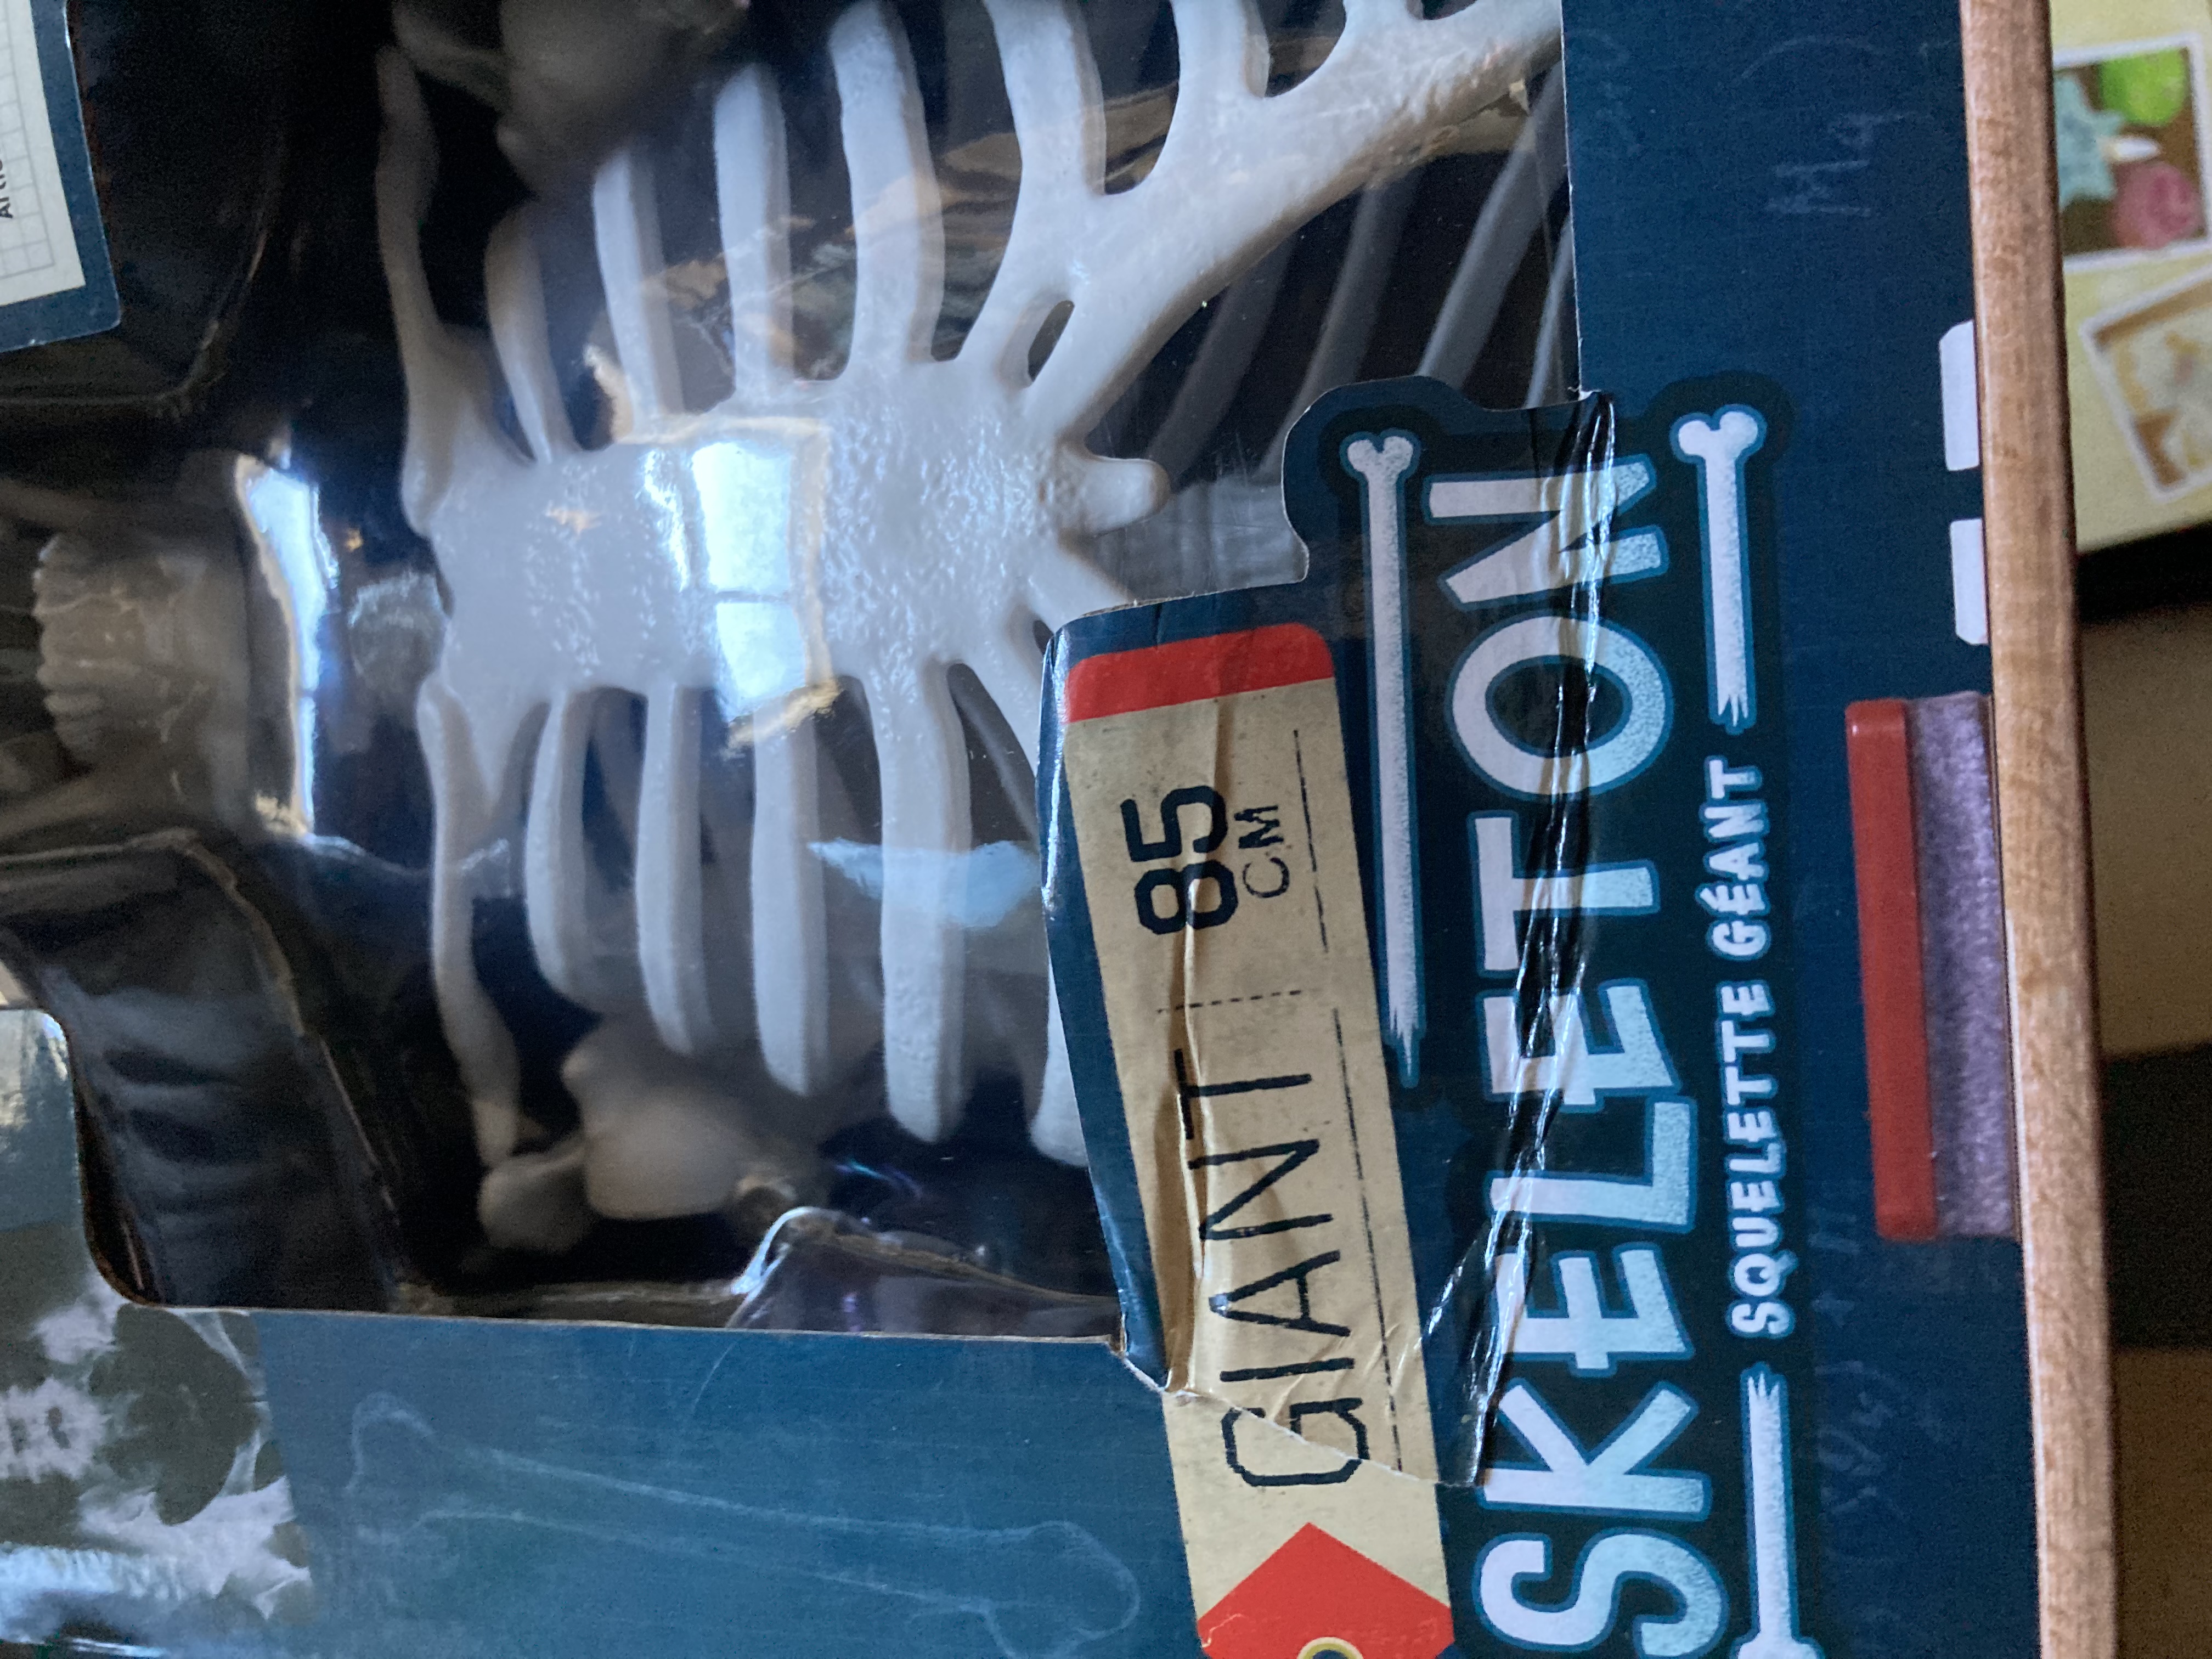 GIANT 85
CM
SKELETON
SQUELETTE GÉANT